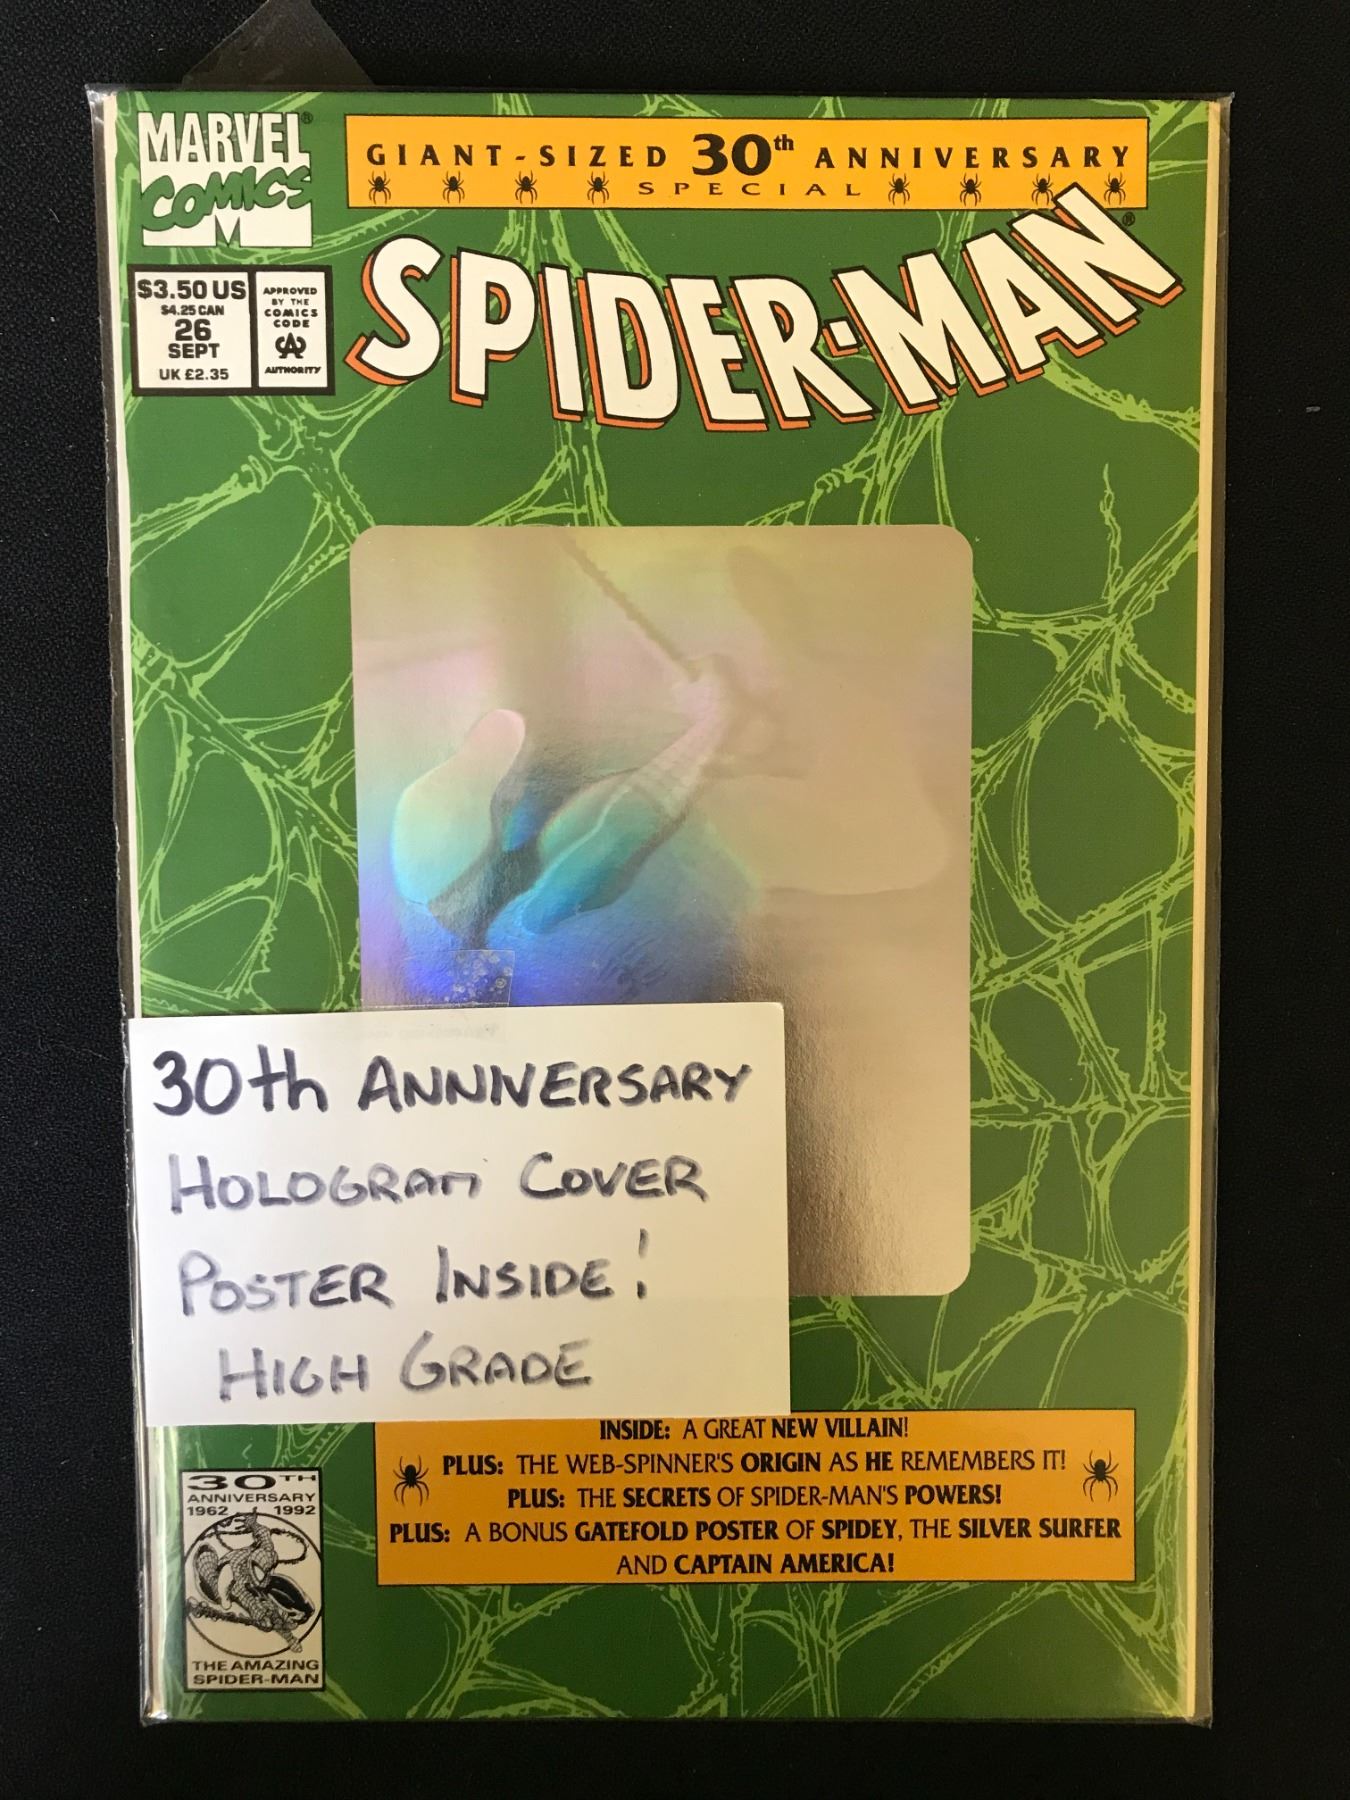 MARVEL®
COMICS
M
GIANT-SIZED 30th ANNIVERSARY
SPECIAL
SPIDER-MAN®
$3.50 US
$4.25 CAN
26
SEPT
UK £2.35
APPROVED
BY THE
COMICS
CODE
CA
AUTHORITY
30th ANNIVERSARY
HOLOGRAM COVER
POSTER INSIDE!
HIGH GRADE
INSIDE: A GREAT NEW VILLAIN!
PLUS: THE WEB-SPINNER'S ORIGIN AS HE REMEMBERS IT!
PLUS: THE SECRETS OF SPIDER-MAN'S POWERS!
PLUS: A BONUS GATEFOLD POSTER OF SPIDEY, THE SILVER SURFER
AND CAPTAIN AMERICA!
30TH
ANNIVERSARY
1962 1992
THE AMAZING
SPIDER-MAN